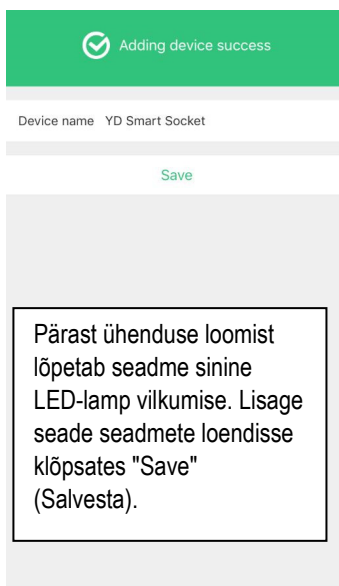 Adding device success
Device name YD Smart Socket
Save
Pärast ühenduse loomist
lõpetab seadme sinine
LED-lamp vilkumise. Lisage
seade seadmete loendisse
klõpsates "Save"
(Salvesta).